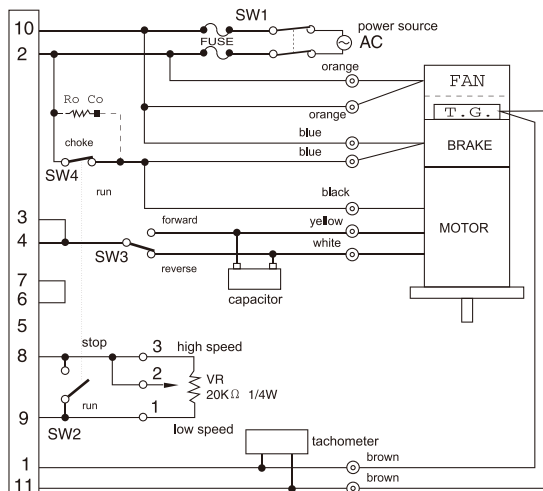 SW1
10
power source
FUSE
AC
2
orange
FAN
Ro Co
orange
T.G.
blue
choke
blue
BRAKE
SW4
run
black
3
forward
yellow
MOTOR
4
white
SW3
reverse
7
capacitor
6
5
stop
3
high speed
8
2
VR
20KΩ 1/4W
run
1
9
low speed
SW2
tachometer
brown
1
brown
11